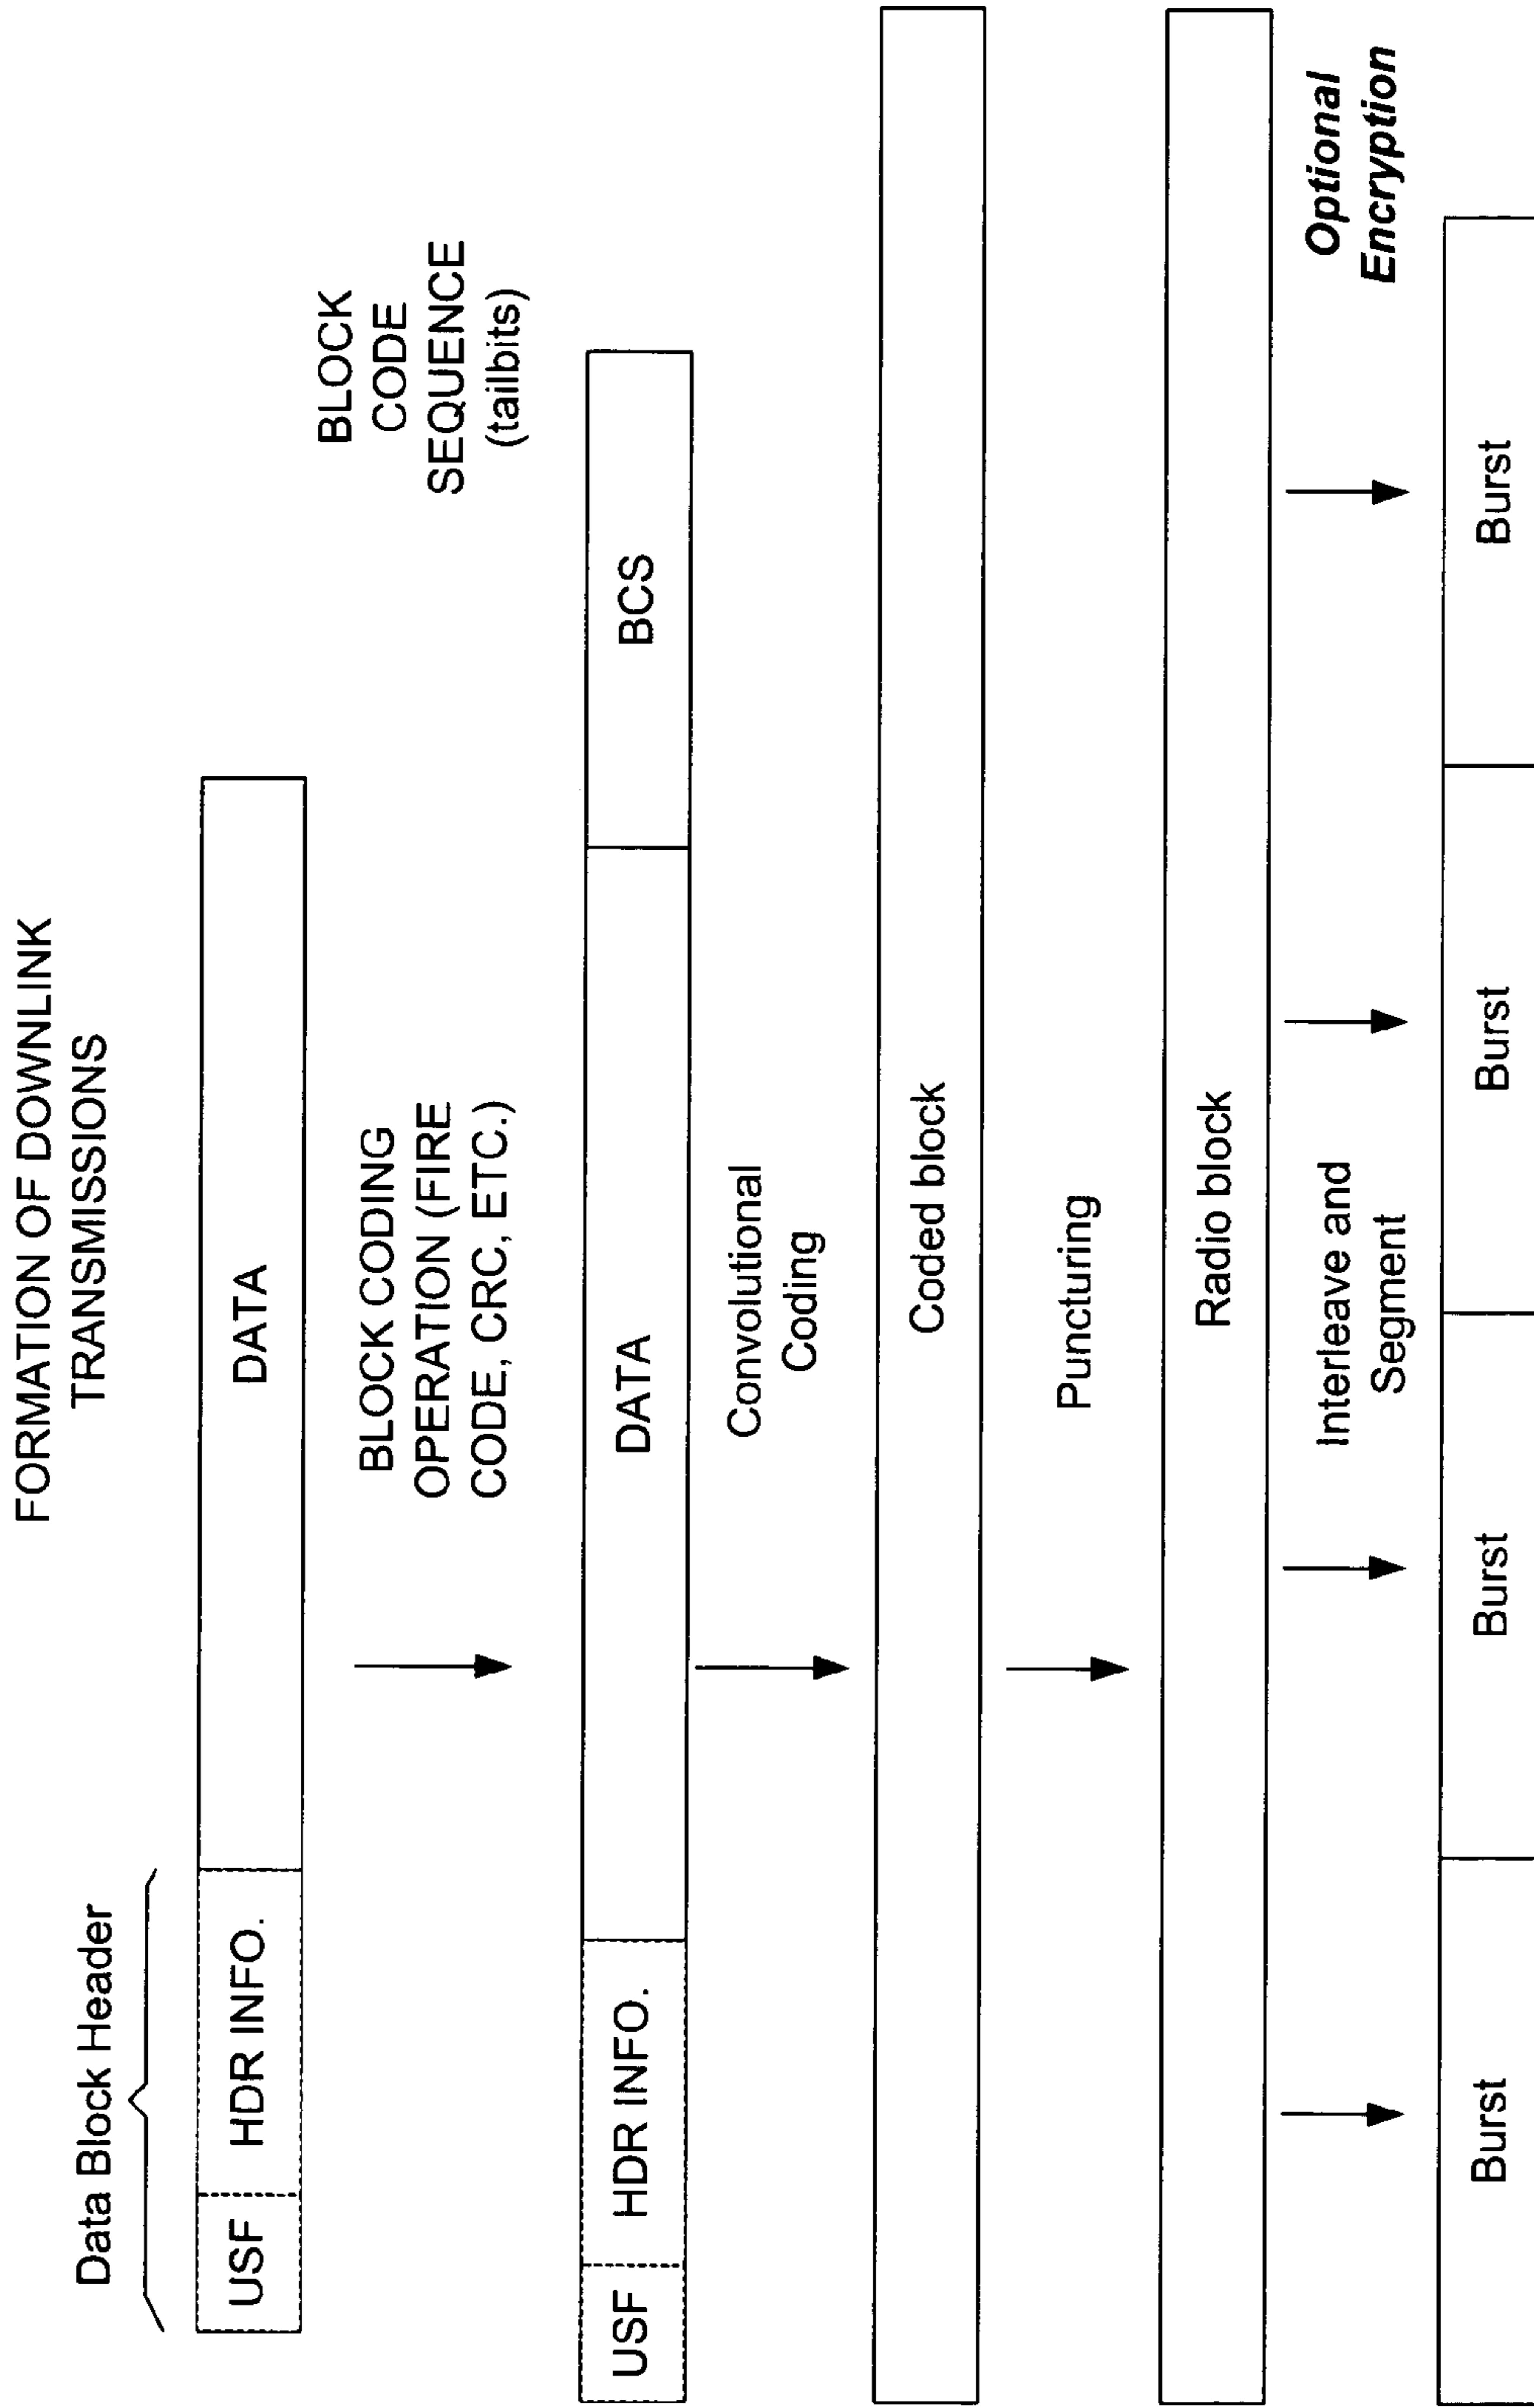 FORMATION OF DOWNLINK
TRANSMISSIONS
Data Block Header
USF HDR INFO. DATA
BLOCK CODING
OPERATION (FIRE
CODE, CRC, ETC.)
BLOCK
CODE
SEQUENCE
(tailbits)
USF HDR INFO. DATA BCS
Convolutional
Coding
Coded block
Puncturing
Radio block
Interleave and
Segment
Optional
Encryption
Burst Burst Burst Burst